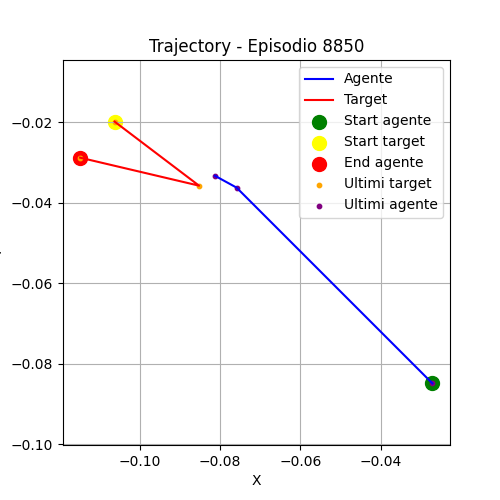 Trajectory - Episodio 8850
Agente
Target
Start agente
Start target
End agente
Ultimi target
Ultimi agente
−0.02
−0.04
−0.06
−0.08
−0.10
−0.10
−0.08
−0.06
−0.04
X